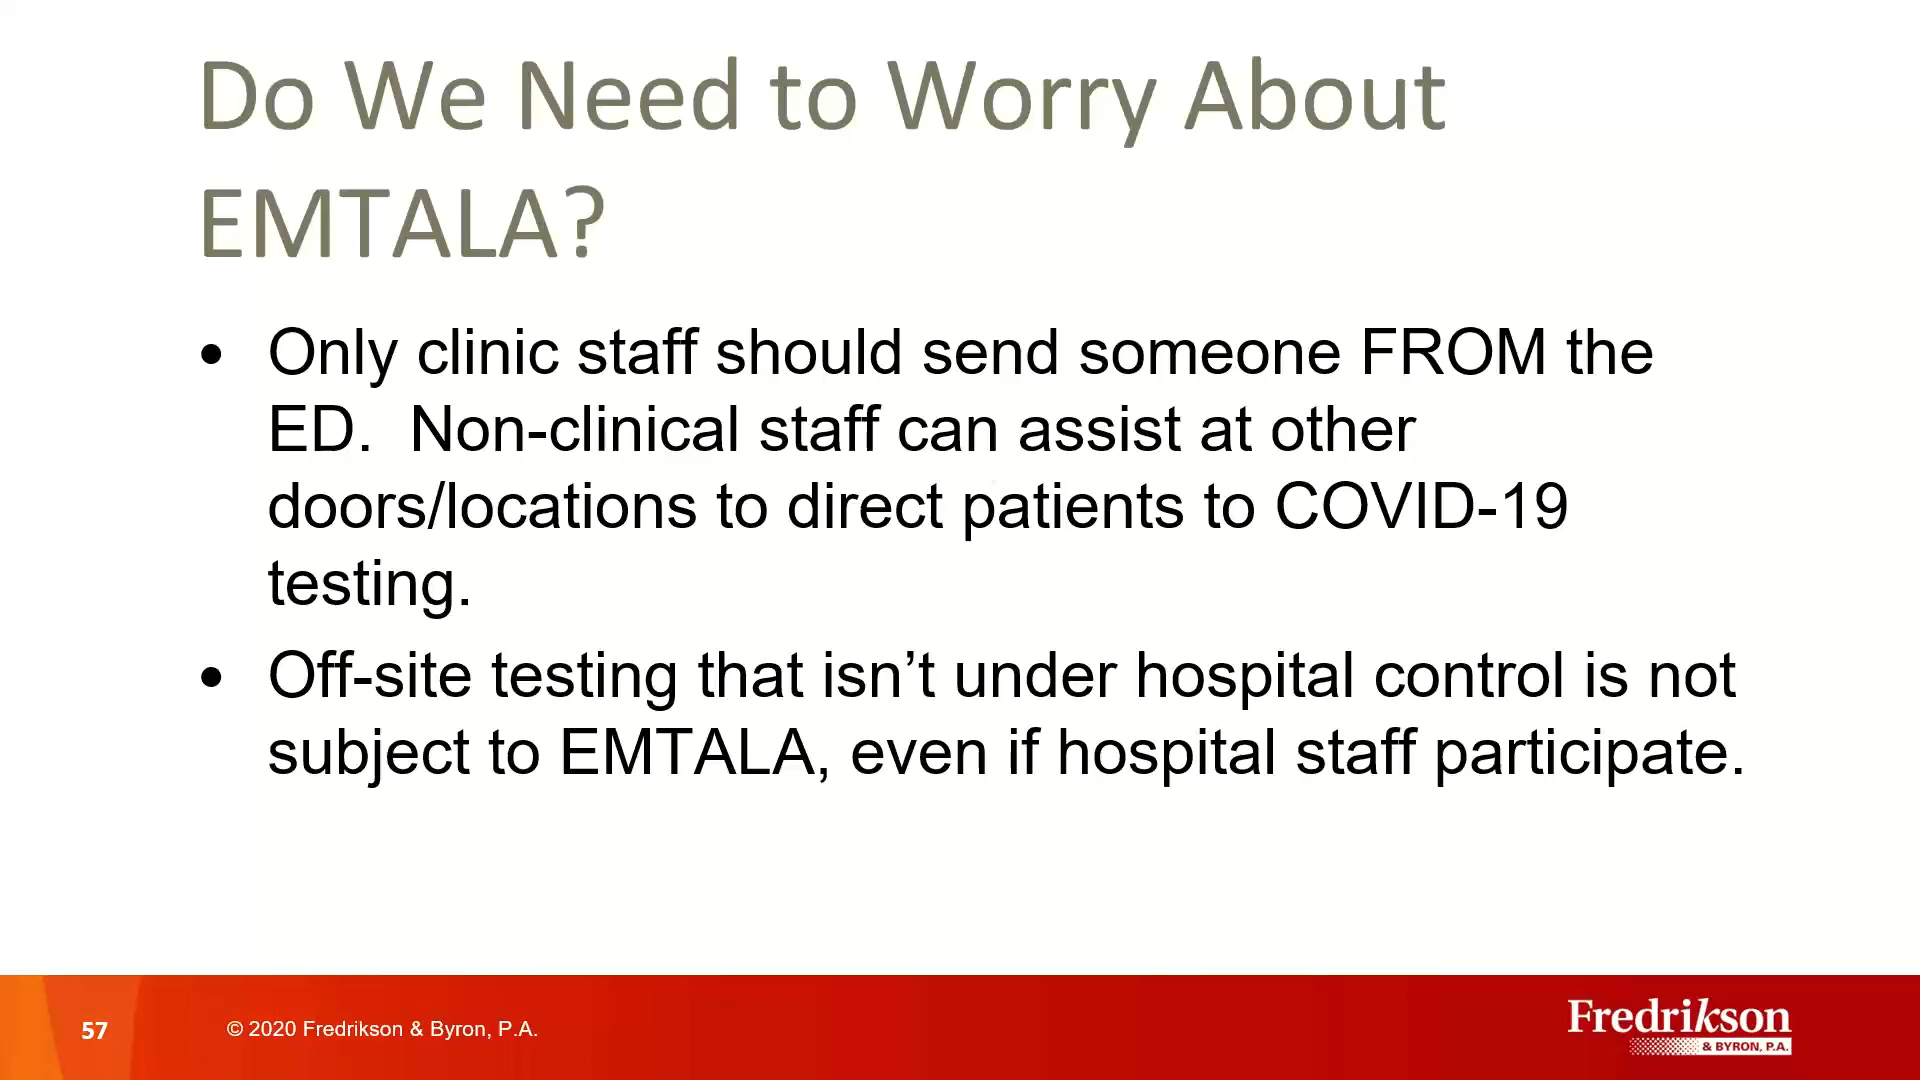 Do We Need to Worry About
EMTALA?
• Only clinic staff should send someone FROM the
ED.  Non-clinical staff can assist at other
doors/locations to direct patients to COVID-19
testing.
• Off-site testing that isn’t under hospital control is not
subject to EMTALA, even if hospital staff participate.
57
© 2020 Fredrikson & Byron, P.A.
Fredrikson
& BYRON, P.A.